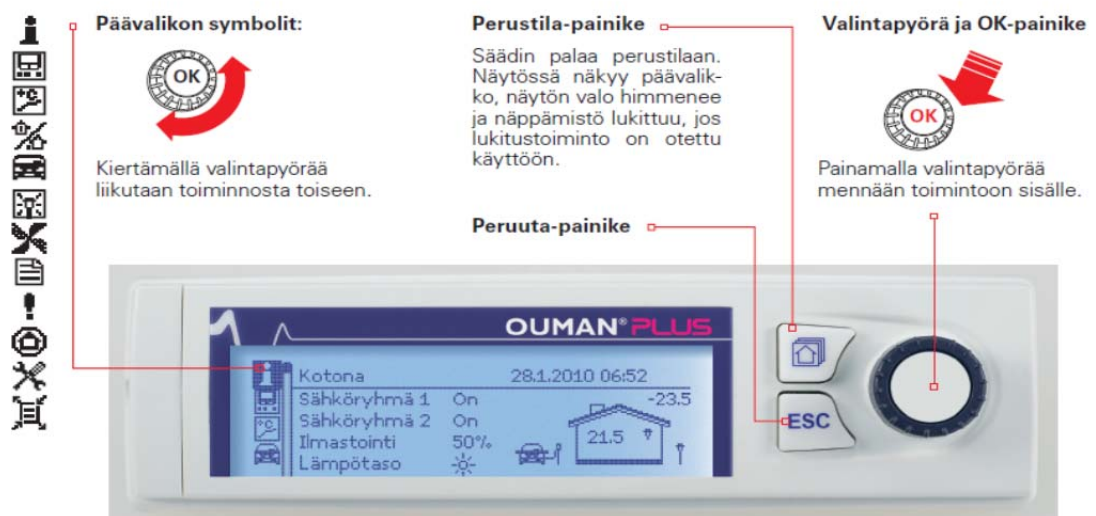 Päävalikon symbolit:
OK
Kiertämällä valintapyörää
liikutaan toiminnosta toiseen.
Perustila-painike
Säädin palaa perustilaan.
Näytössä näkyy päävalik-
ko, näytön valo himmenee
ja näppämistö lukittuu, jos
lukitustoiminto on otettu
käyttöön.
Peruuta-painike
Valintapyörä ja OK-painike
OK
Painamalla valintapyörää
mennään toimintoon sisälle.
OUMAN® PLUS
Kotona 28.1.2010 06:52
Sähköryhmä 1 On -23.5
Sähköryhmä 2 On
Ilmastointi 50% 21.5
Lämpötaso
ESC